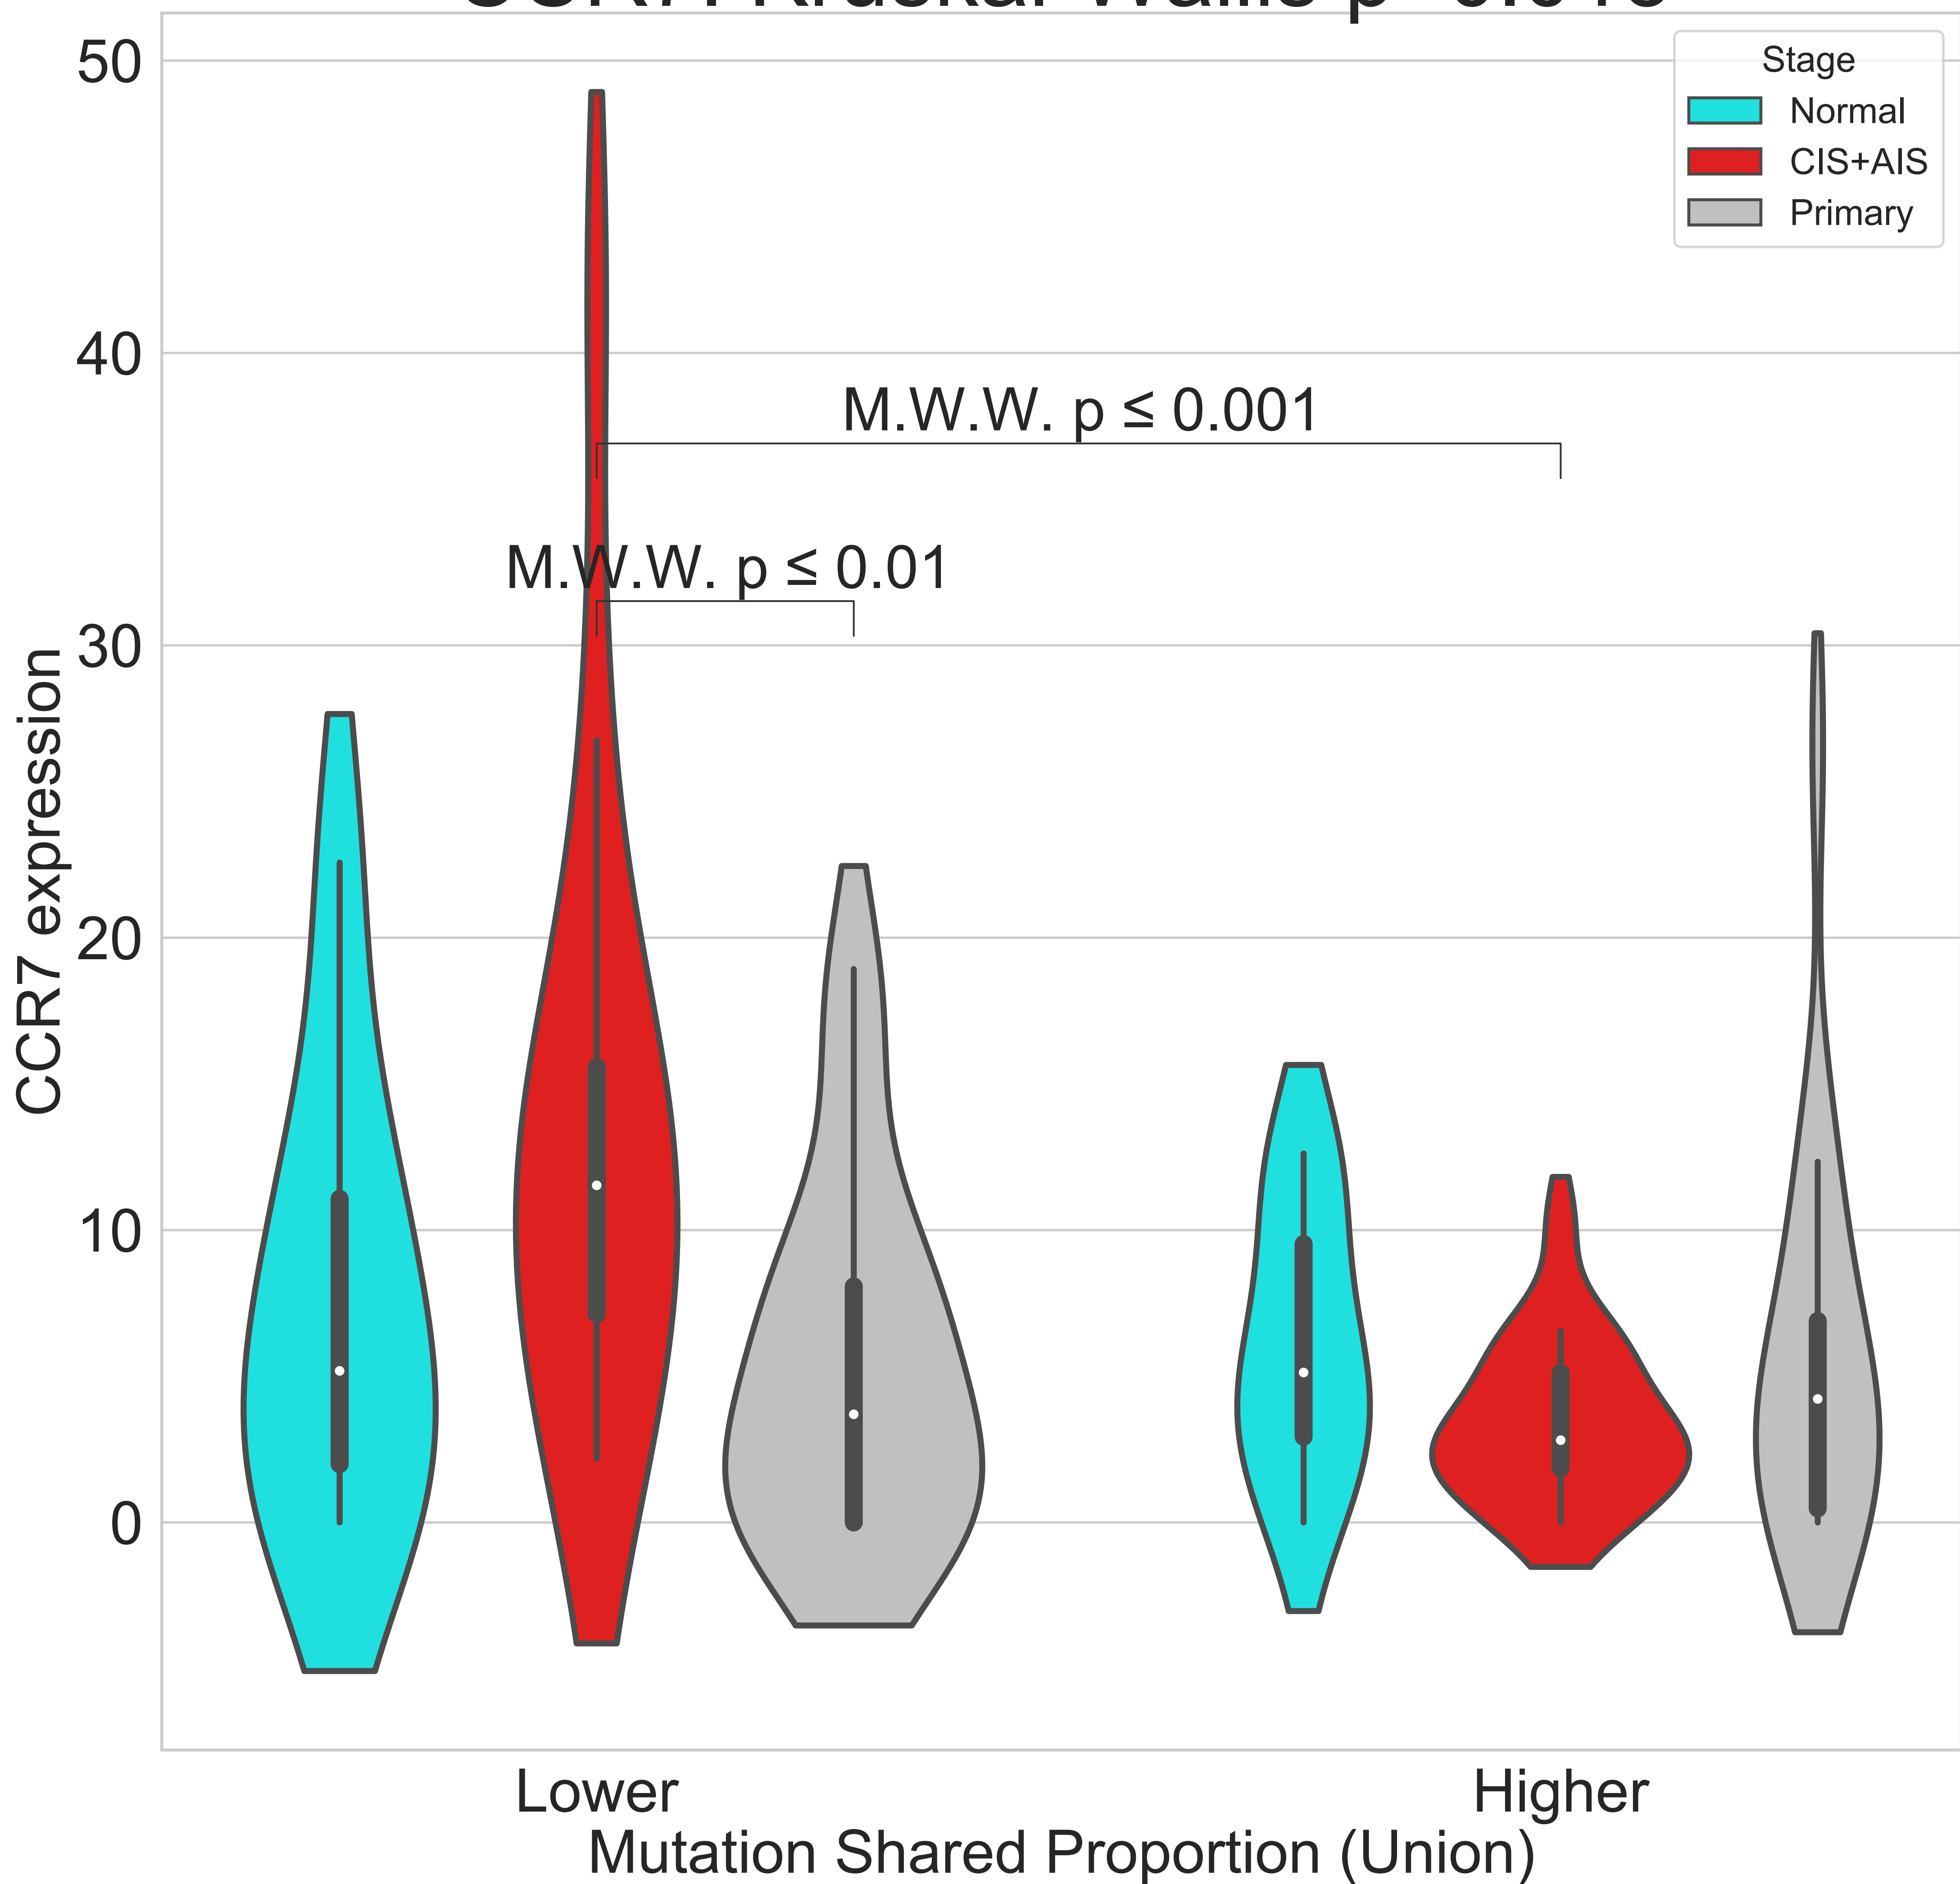 50
40
30
20
10
0
CCR7 expression
Stage
Normal
CIS+AIS
Primary
M.W.W. p ≤ 0.001
M.W.W. p ≤ 0.01
Lower
Higher
Mutation Shared Proportion (Union)